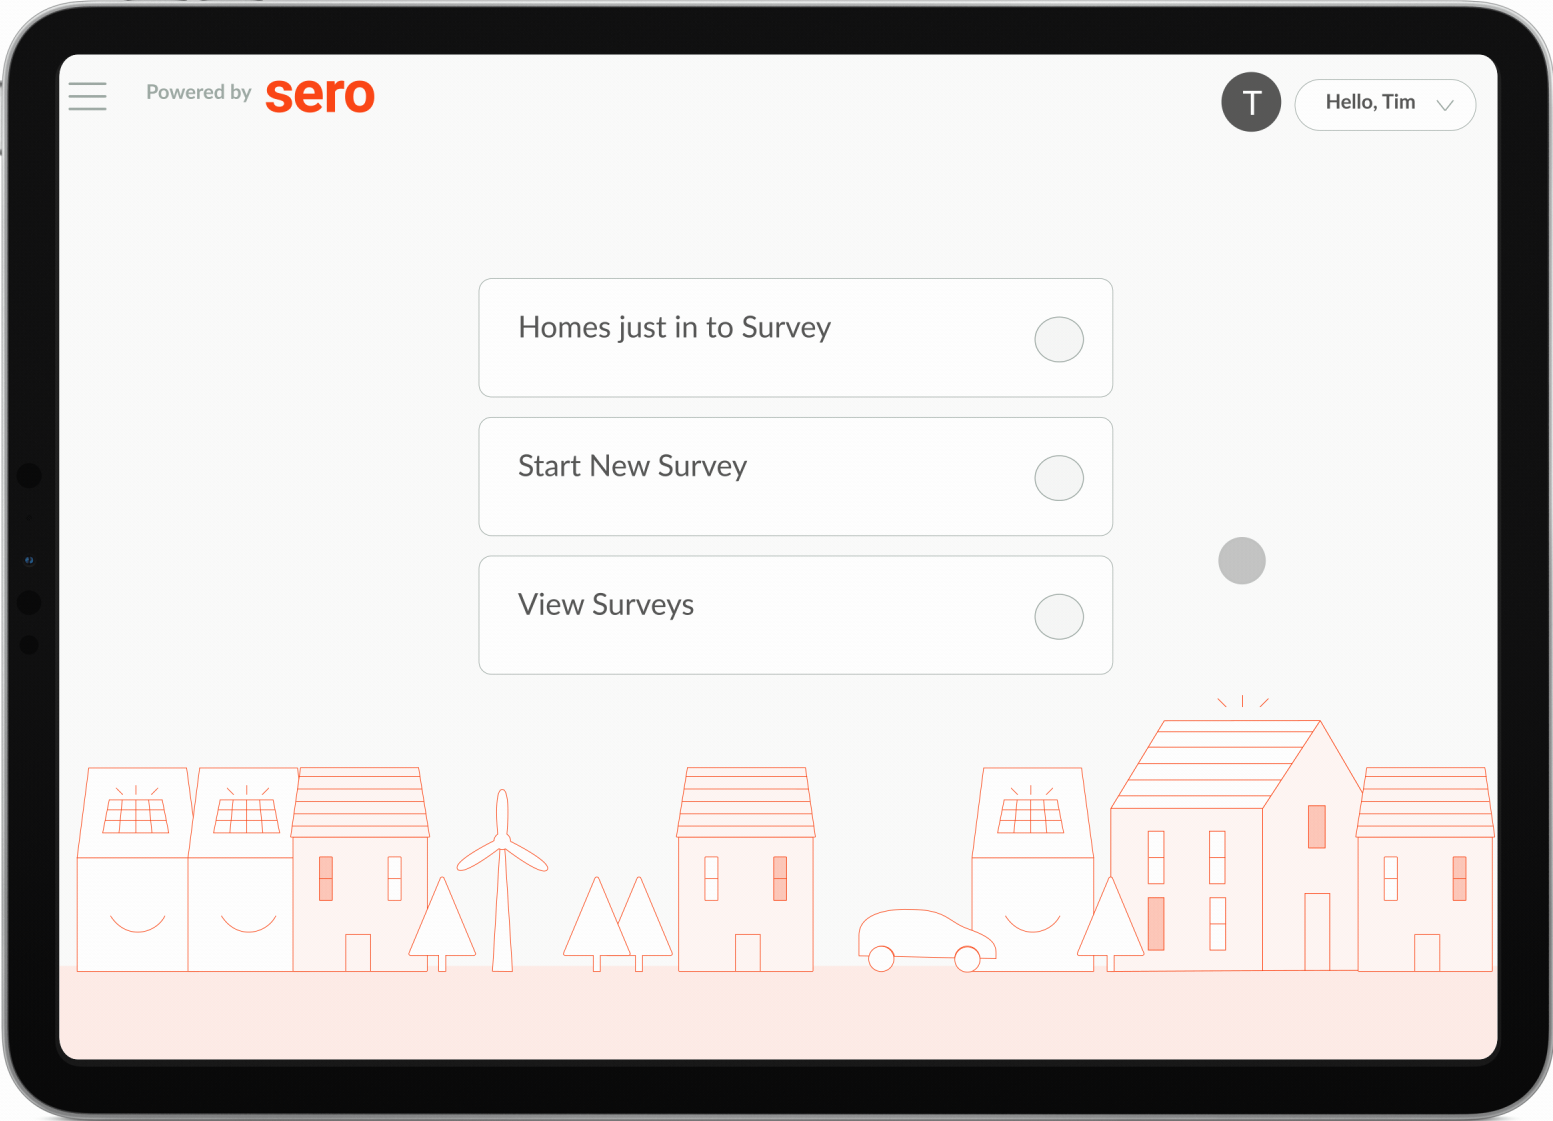 Powered by sero
T
Hello, Tim
Homes just in to Survey
Start New Survey
View Surveys